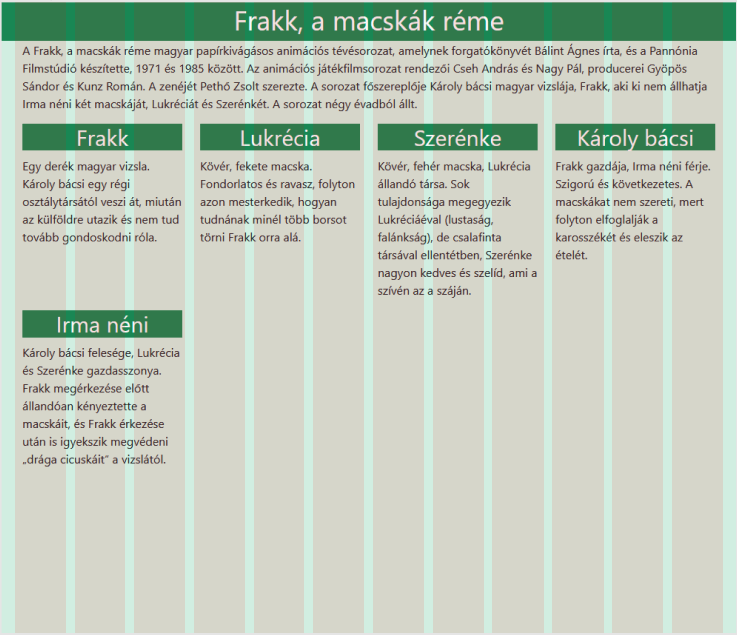 Frakk, a macskák réme
A Frakk, a macskák réme magyar papírkivágásos animációs tévésorozat, amelynek forgatókönyvét Bálint Ágnes írta, és a Pannónia
Filmstúdió készítette, 1971 és 1985 között. Az animációs játékfilmsorozat rendezői Cseh András és Nagy Pál, producerei Gyöpös
Sándor és Kunz Román. A zenéjét Pethő Zsolt szerezte. A sorozat főszereplője Károly bácsi magyar vizslája, Frakk, aki ki nem állhatja
Irma néni két macskáját, Lukréciát és Szerénkét. A sorozat négy évadból állt.
Frakk
Egy derék magyar vizsla.
Károly bácsi egy régi
osztálytársától veszi át, miután
az külföldre utazik és nem tud
tovább gondoskodni róla.
Lukrécia
Kövér, fekete macska.
Fondorlatos és ravasz, folyton
azon mesterkedik, hogyan
tudnának minél több borsot
törni Frakk orra alá.
Szerénke
Kövér, fehér macska, Lukrécia
állandó társa. Sok
tulajdonsága megegyezik
Lukréciáéval (lustaság,
falánkság), de csalafinta
társával ellentétben, Szerénke
nagyon kedves és szelíd, ami a
szívén az a száján.
Károly bácsi
Frakk gazdája, Irma néni férje.
Szigorú és következetes. A
macskákat nem szereti, mert
folyton elfoglalják a
karosszékét és eleszik az
ételét.
Irma néni
Károly bácsi felesége, Lukrécia
és Szerénke gazdasszonya.
Frakk megérkezése előtt
állandóan kényeztette a
macskáit, és Frakk érkezése
után is igyekszik megvédeni
„drága cicuskáit” a vizslától.